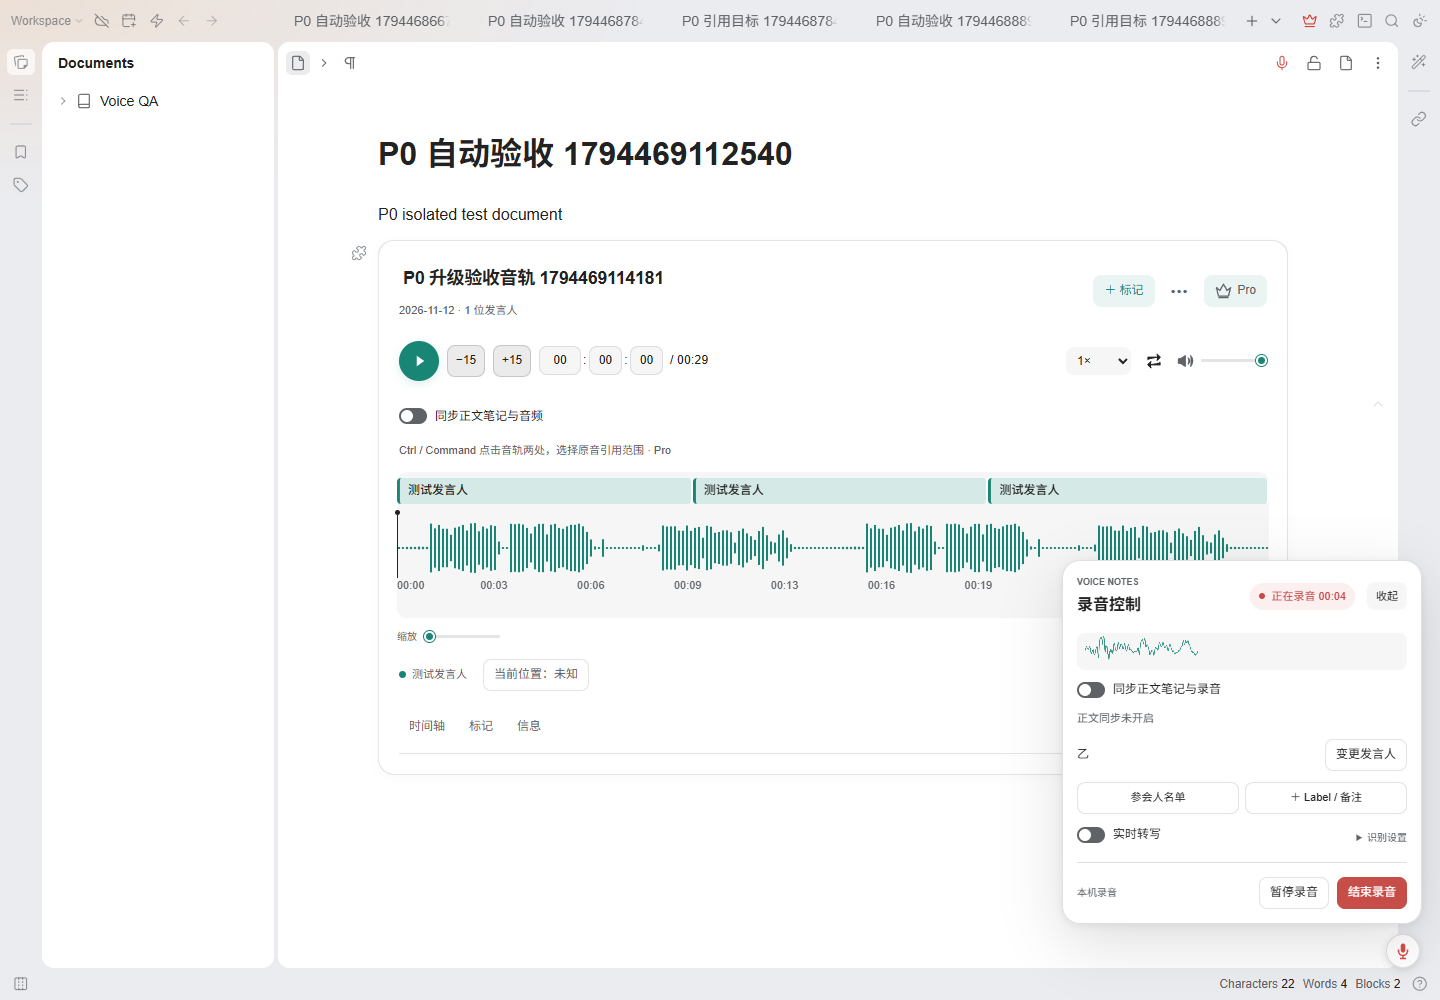 Workspace
P0 自动验收 1794468667
P0 自动验收 179446878
P0 引用目标 179446878
P0 自动验收 179446888
P0 引用目标 179446888
Documents
Voice QA
P0 自动验收 1794469112540
P0 isolated test document
P0 升级验收音轨 1794469114181
2026-11-12 · 1 位发言人
＋ 标记
Pro
−15
+15
00 : 00 : 00 / 00:29
1×
同步正文笔记与音频
Ctrl / Command 点击音轨两处，选择原音引用范围 · Pro
测试发言人
测试发言人
测试发言人
00:00
00:03
00:06
00:09
00:13
00:16
00:19
缩放
测试发言人
当前位置：未知
时间轴
标记
信息
VOICE NOTES
录音控制
正在录音 00:04
收起
同步正文笔记与录音
正文同步未开启
乙
变更发言人
参会人名单
＋ Label / 备注
实时转写
识别设置
本机录音
暂停录音
结束录音
Characters 22 Words 4 Blocks 2